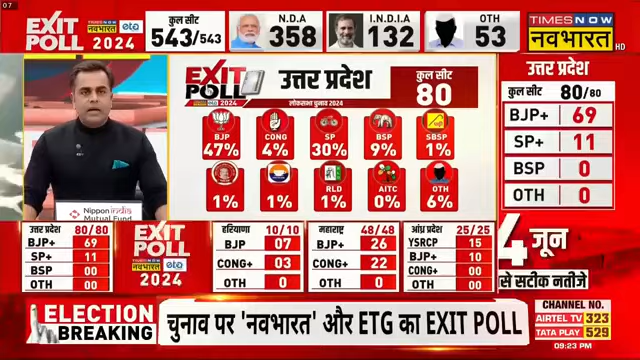 07
EXIT
POLL
नवभारत etg
2024
कुल सीट
543/543
N.D.A
358
I.N.D.I.A
132
OTH
53
TIMES NOW
नवभारत HD
EXIT
POLL
2024
उत्तर प्रदेश
लोकसभा चुनाव 2024
कुल सीट
80
BJP CONG SP BSP SBSP
47% 4% 30% 9% 1%
RLD AITC OTH
1% 1% 1% 0% 6%
उत्तर प्रदेश
कुल सीट 80/80
BJP+ 69
SP+ 11
BSP 0
OTH 0
Nippon india
Mutual Fund
उत्तर प्रदेश 80/80
BJP+ 69
SP+ 11
BSP 00
OTH 00
EXIT
POLL
नवभारत etg
2024
हरियाणा 10/10
BJP 07
CONG+ 03
OTH 0
महाराष्ट्र 48/48
BJP+ 26
CONG+ 22
OTH 0
आंध्र प्रदेश 25/25
YSRCP 15
BJP+ 10
CONG+ 00
OTH 00
4 जून
से सटीक नतीजे
ELECTION
BREAKING
चुनाव पर 'नवभारत' और ETG का EXIT POLL
CHANNEL NO.
AIRTEL TV 323
TATA PLAY 529
09:23 PM